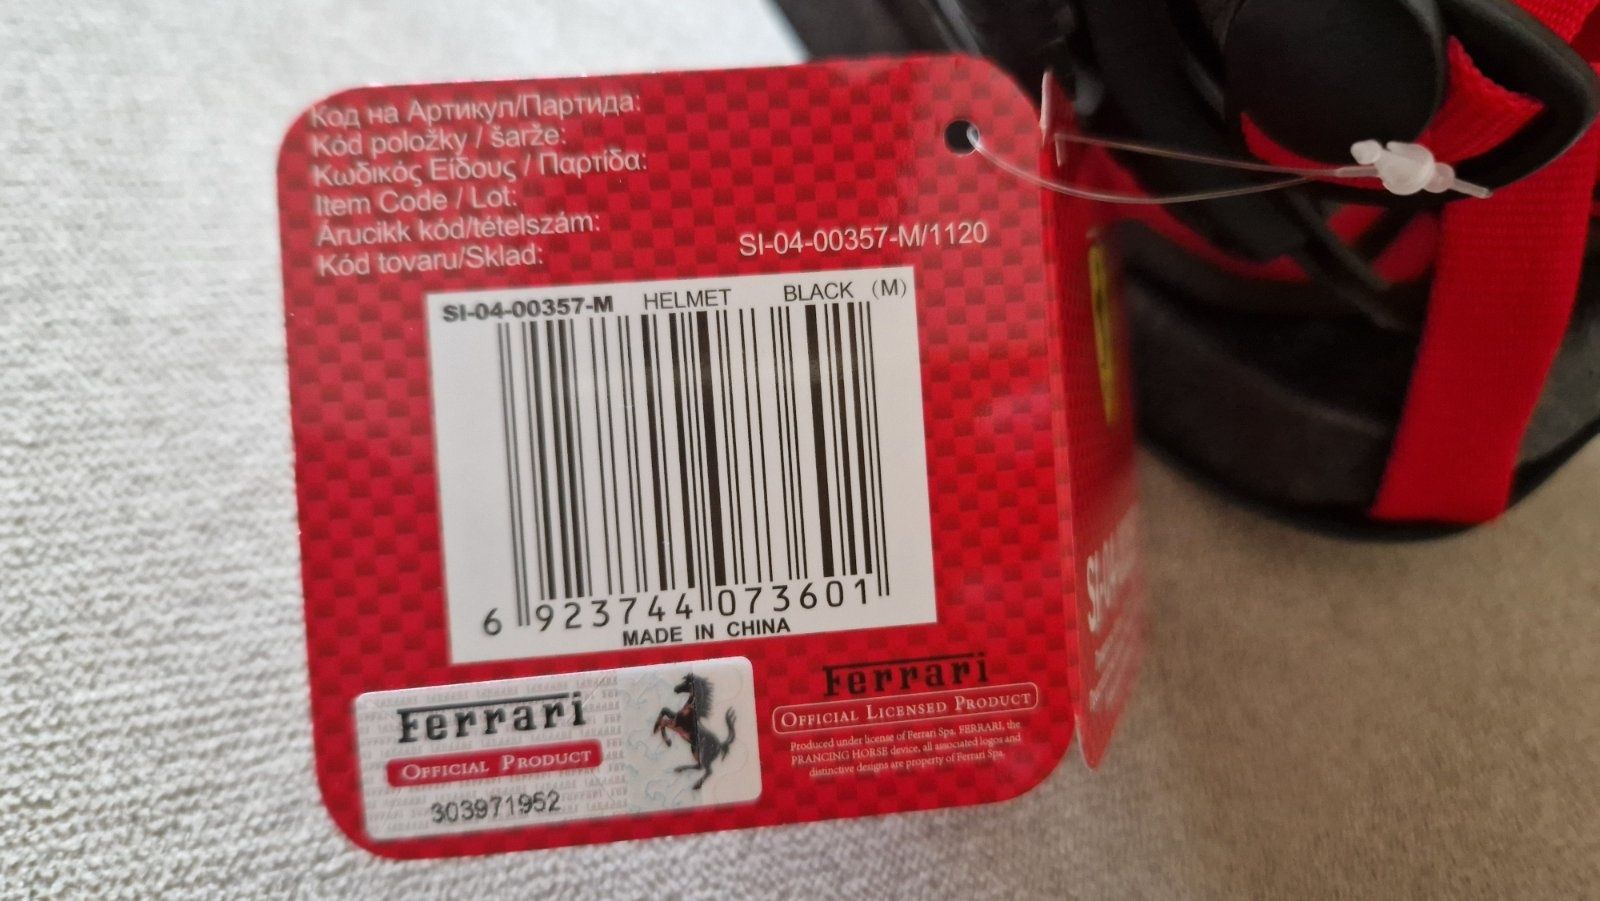 Код на Артикул/Партида:
Kód položky / šarže:
Κωδικός Είδους / Παρτίδα:
Item Code / Lot:
Árucikk kód/tételszám:
Kód tovaru/Sklad:
SI-04-00357-M/1120
SI-04-00357-M HELMET BLACK (M)
6 923744 073601
MADE IN CHINA
Ferrari
OFFICIAL PRODUCT
303971952
Ferrari
OFFICIAL LICENSED PRODUCT
Produced under license of Ferrari Spa. FERRARI, the
PRANCING HORSE device, all associated logos and
distinctive designs are property of Ferrari Spa.